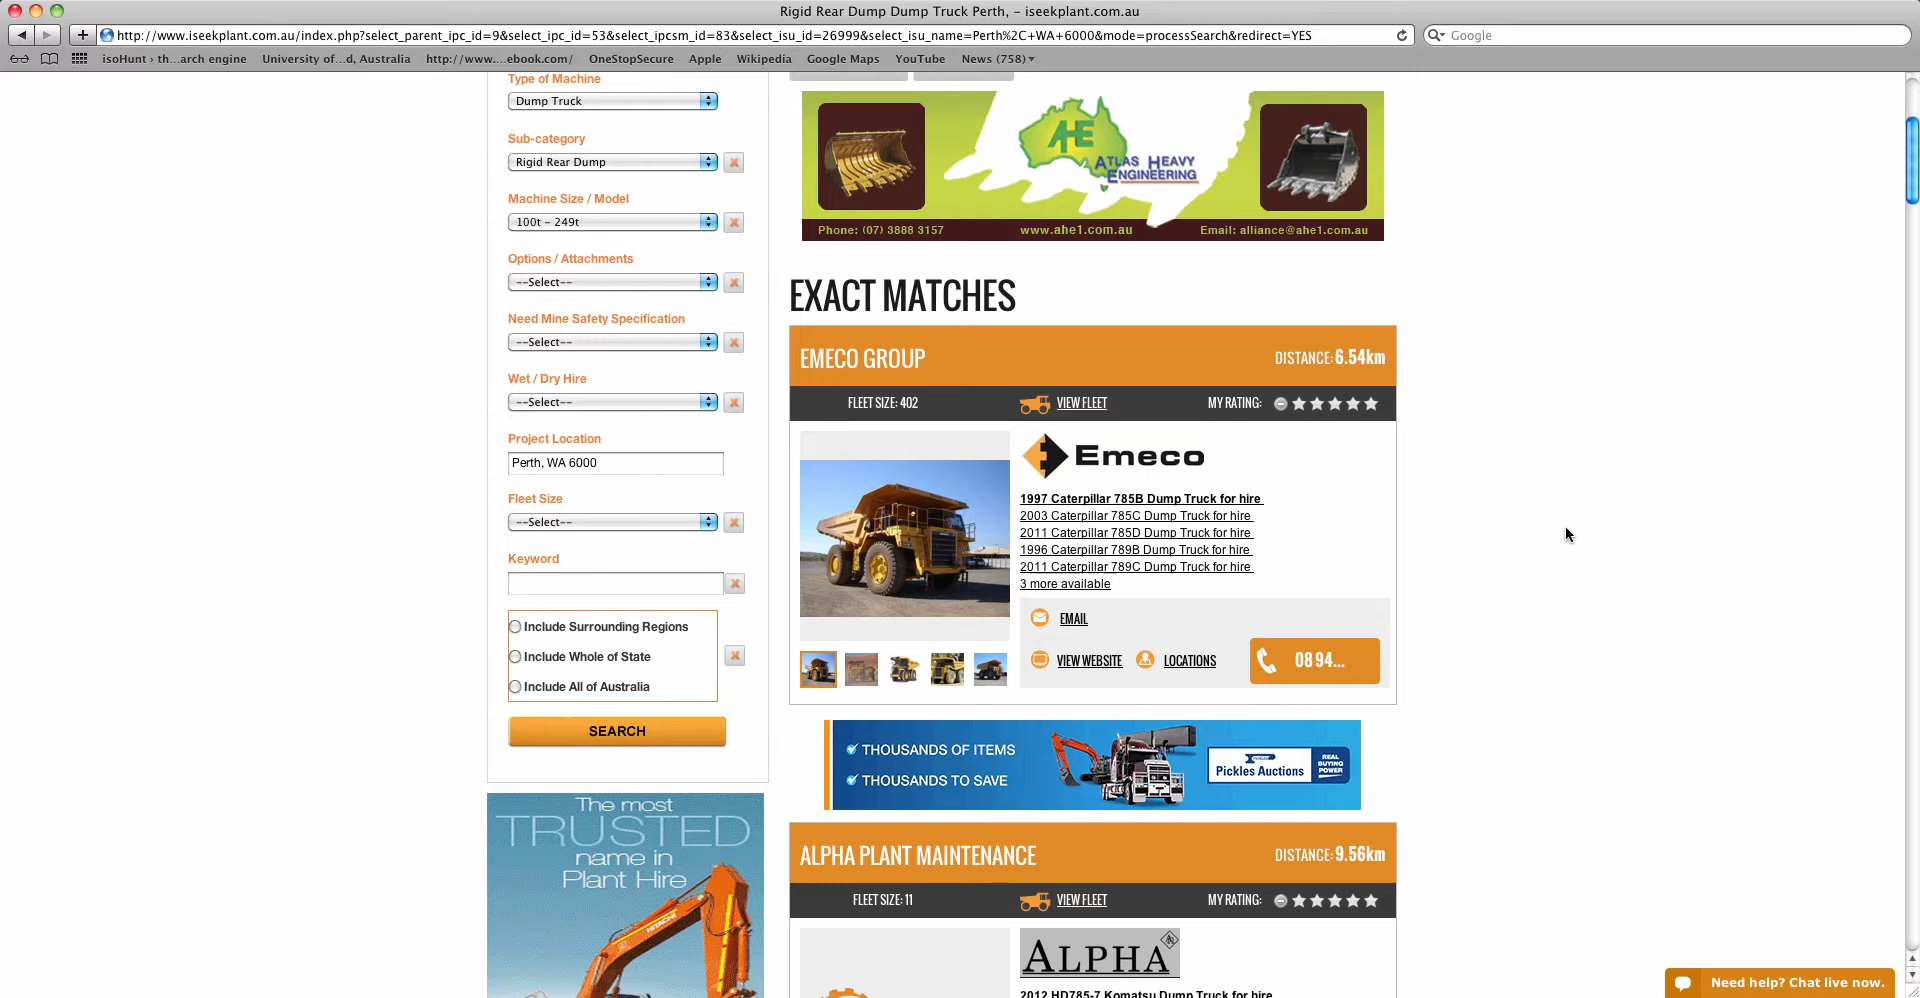 Rigid Rear Dump Dump Truck Perth, – iseekplant.com.au
http://www.iseekplant.com.au/index.php?select_parent_ipc_id=9&select_ipc_id=53&select_ipcsm_id=83&select_isu_id=26999&select_isu_name=Perth%2C+WA+6000&mode=processSearch&redirect=YES
Google
isoHunt › th...arch engine University of...d, Australia http://www....ebook.com/ OneStopSecure Apple Wikipedia Google Maps YouTube News (758)▾
Type of Machine
Dump Truck
Sub-category
Rigid Rear Dump
Machine Size / Model
100t – 249t
Options / Attachments
--Select--
Need Mine Safety Specification
--Select--
Wet / Dry Hire
--Select--
Project Location
Perth, WA 6000
Fleet Size
--Select--
Keyword
Include Surrounding Regions
Include Whole of State
Include All of Australia
SEARCH
The most
TRUSTED
name in
Plant Hire
HITACHI
AHE
ATLAS HEAVY
ENGINEERING
Phone: (07) 3888 3157 www.ahe1.com.au Email: alliance@ahe1.com.au
EXACT MATCHES
EMECO GROUP DISTANCE: 6.54km
FLEET SIZE: 402 VIEW FLEET MY RATING:
Emeco
1997 Caterpillar 785B Dump Truck for hire
2003 Caterpillar 785C Dump Truck for hire
2011 Caterpillar 785D Dump Truck for hire
1996 Caterpillar 789B Dump Truck for hire
2011 Caterpillar 789C Dump Truck for hire
3 more available
EMAIL
VIEW WEBSITE LOCATIONS 08 94...
THOUSANDS OF ITEMS
THOUSANDS TO SAVE
Pickles Auctions
REAL
BUYING
POWER
ALPHA PLANT MAINTENANCE DISTANCE: 9.56km
FLEET SIZE: 11 VIEW FLEET MY RATING:
ALPHA
2012 HD785-7 Komatsu Dump Truck for hire
Need help? Chat live now.